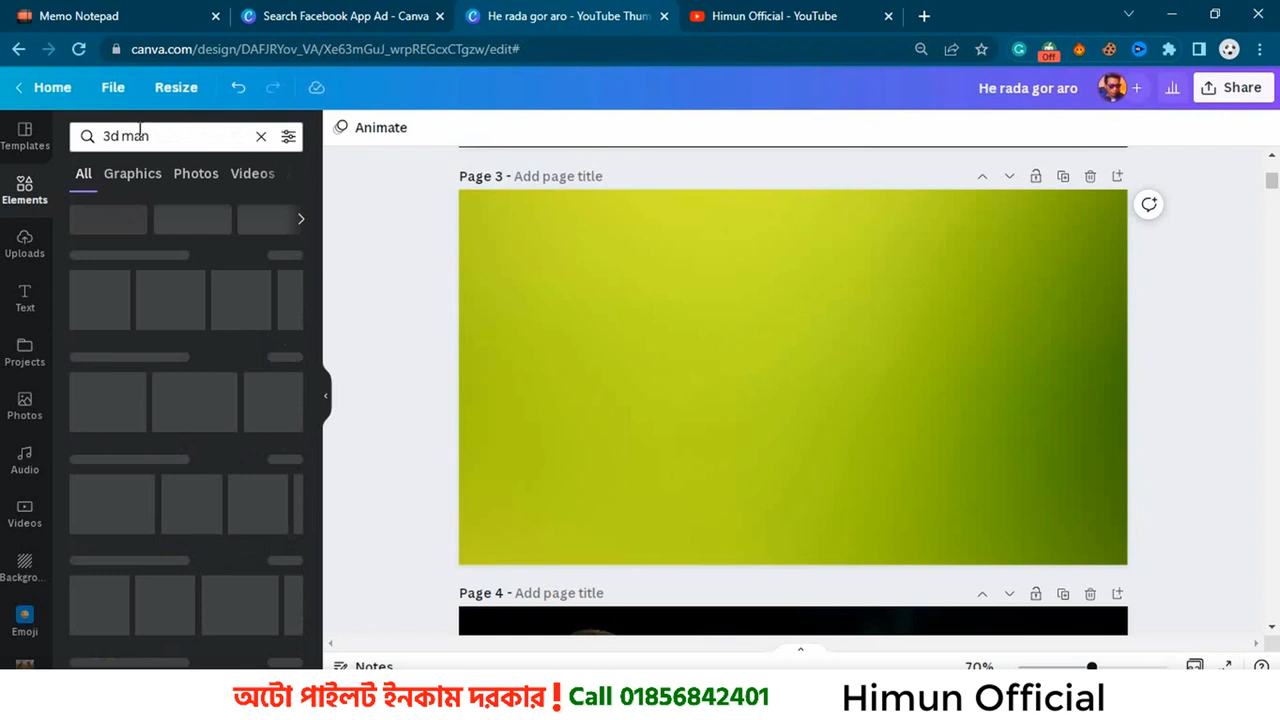 Memo Notepad
Search Facebook App Ad - Canva
He rada gor aro - YouTube Thum
Himun Official - YouTube
canva.com/design/DAFJRYov_VA/Xe63mGuJ_wrpREGcxCTgzw/edit#
Off
Home
File
Resize
He rada gor aro
Share
Templates
Elements
Uploads
Text
Projects
Photos
Audio
Videos
Backgro...
Emoji
3d man
All
Graphics
Photos
Videos
Animate
Page 3 - Add page title
Page 4 - Add page title
Notes
70%
অটো পাইলট ইনকাম দরকার ! Call 01856842401
Himun Official